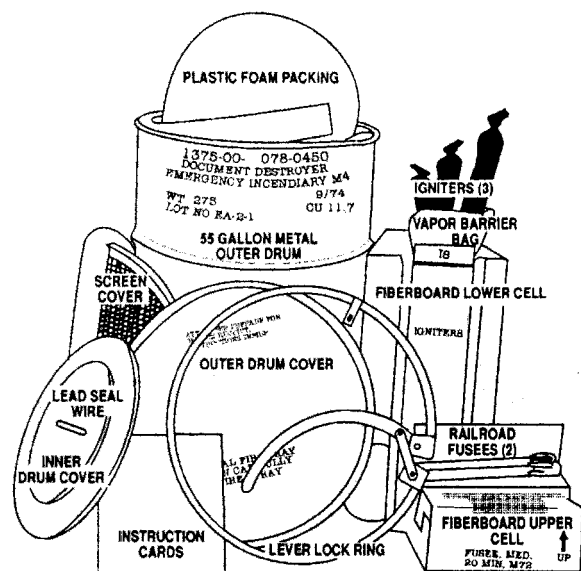 PLASTIC FOAM PACKING
1375-00- 078-0450
DOCUMENT DESTROYER
EMERGENCY INCENDIARY M4
WT 275
9/74
LOT NO EA-2-1
CU 11.7
55 GALLON METAL
OUTER DRUM
IGNITERS (3)
VAPOR BARRIER
BAG
SCREEN
COVER
FIBERBOARD LOWER CELL
IGNITERS
OUTER DRUM COVER
LEAD SEAL
WIRE
INNER
DRUM COVER
RAILROAD
FUSEES (2)
INSTRUCTION
CARDS
LEVER LOCK RING
FIBERBOARD UPPER
CELL
FUSEE, MED.
20 MIN, M72
UP